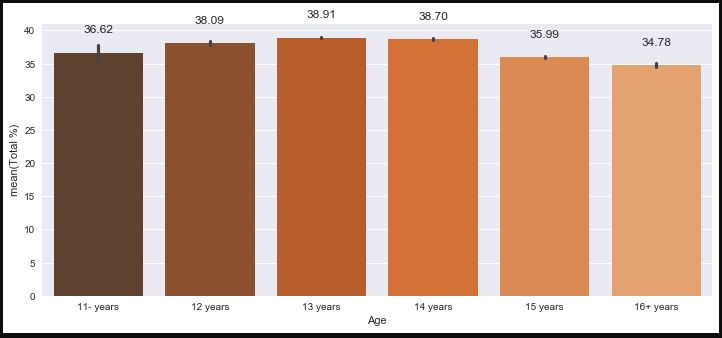 36.62
38.09
38.91
38.70
35.99
34.78
40
35
30
25
20
15
10
5
0
mean(Total %)
11- years
12 years
13 years
14 years
15 years
16+ years
Age